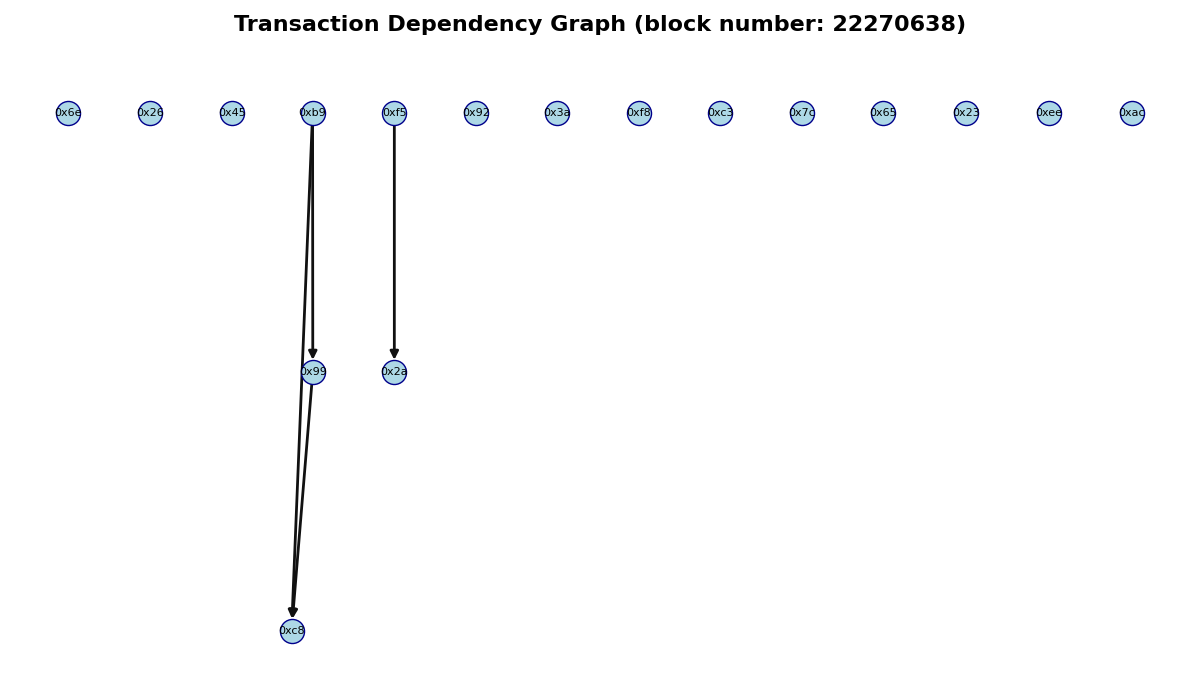 Transaction Dependency Graph (block number: 22270638)
0x6e 0x26 0x45 0xb9 0xf5 0x92 0x3a 0xf8 0xc3 0x7c 0x65 0x23 0xee 0xac
0x99 0x2a
0xc8